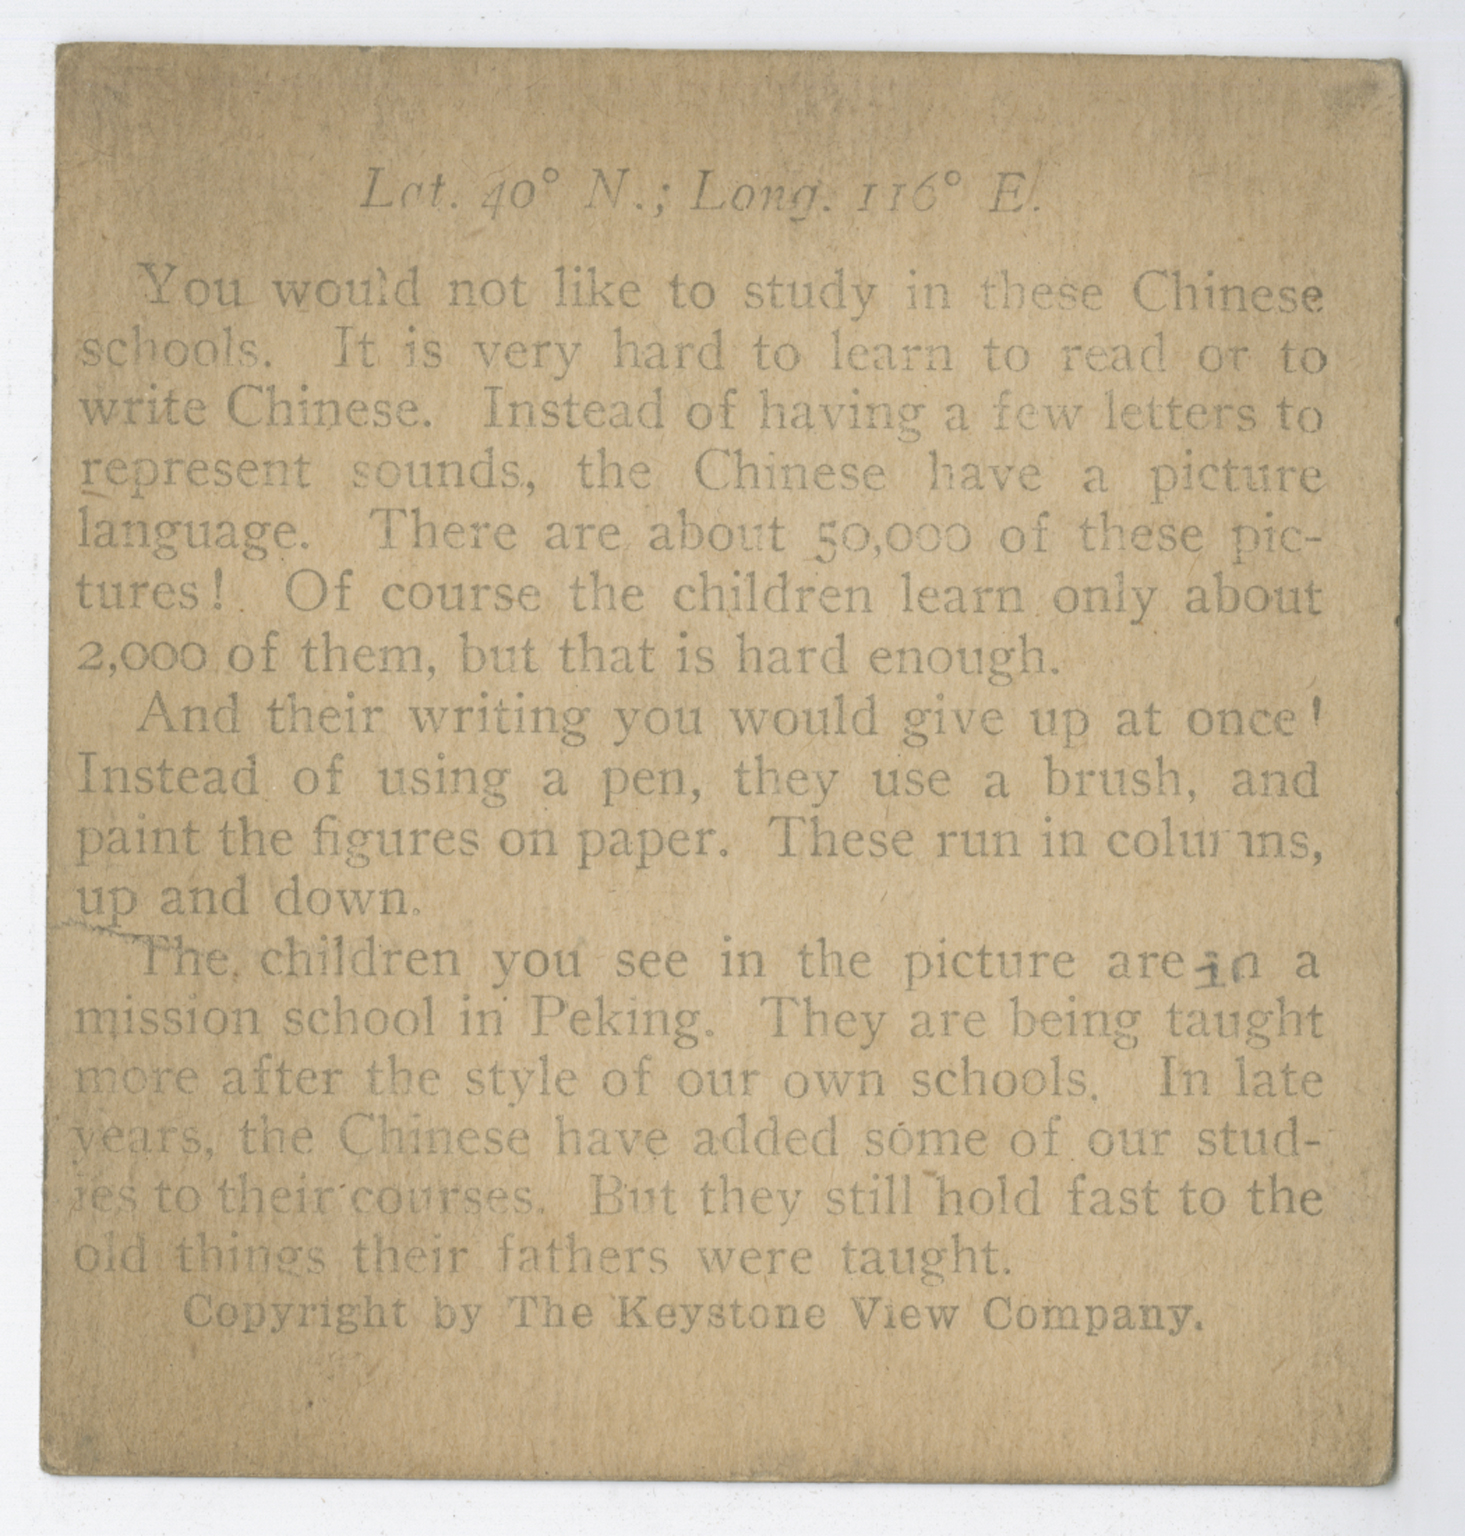 Lat. 40° N.; Long. 116° E.
You would not like to study in these Chinese
schools. It is very hard to learn to read or to
write Chinese. Instead of having a few letters to
represent sounds, the Chinese have a picture
language. There are about 50,000 of these pic-
tures! Of course the children learn only about
2,000 of them, but that is hard enough.
And their writing you would give up at once!
Instead of using a pen, they use a brush, and
paint the figures on paper. These run in columns,
up and down.
The children you see in the picture are in a
mission school in Peking. They are being taught
more after the style of our own schools. In late
years, the Chinese have added some of our stud-
ies to their courses. But they still hold fast to the
old things their fathers were taught.
Copyright by The Keystone View Company.